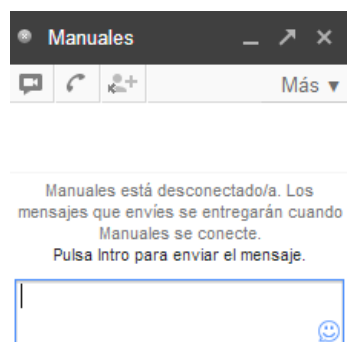 Manuales
Más ▼
Manuales está desconectado/a. Los
mensajes que envíes se entregarán cuando
Manuales se conecte.
Pulsa Intro para enviar el mensaje.